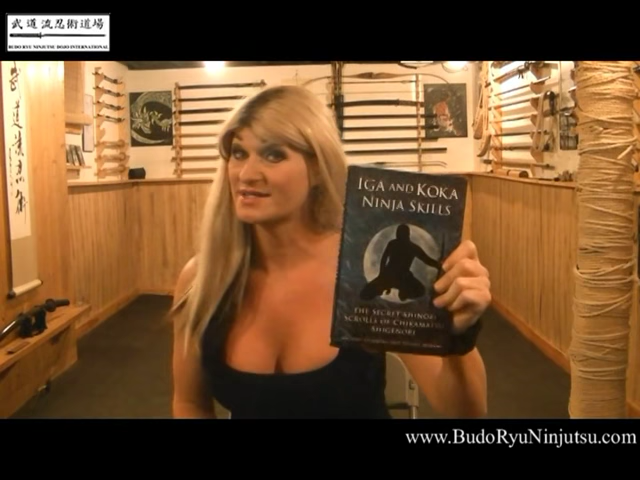 武道流忍術道場
BUDO RYU NINJUTSU DOJO INTERNATIONAL
IGA AND KOKA
NINJA SKILLS
THE SECRET SHINOBI
SCROLLS OF CHIKAMATSU
SHIGENORI
www.BudoRyuNinjutsu.com